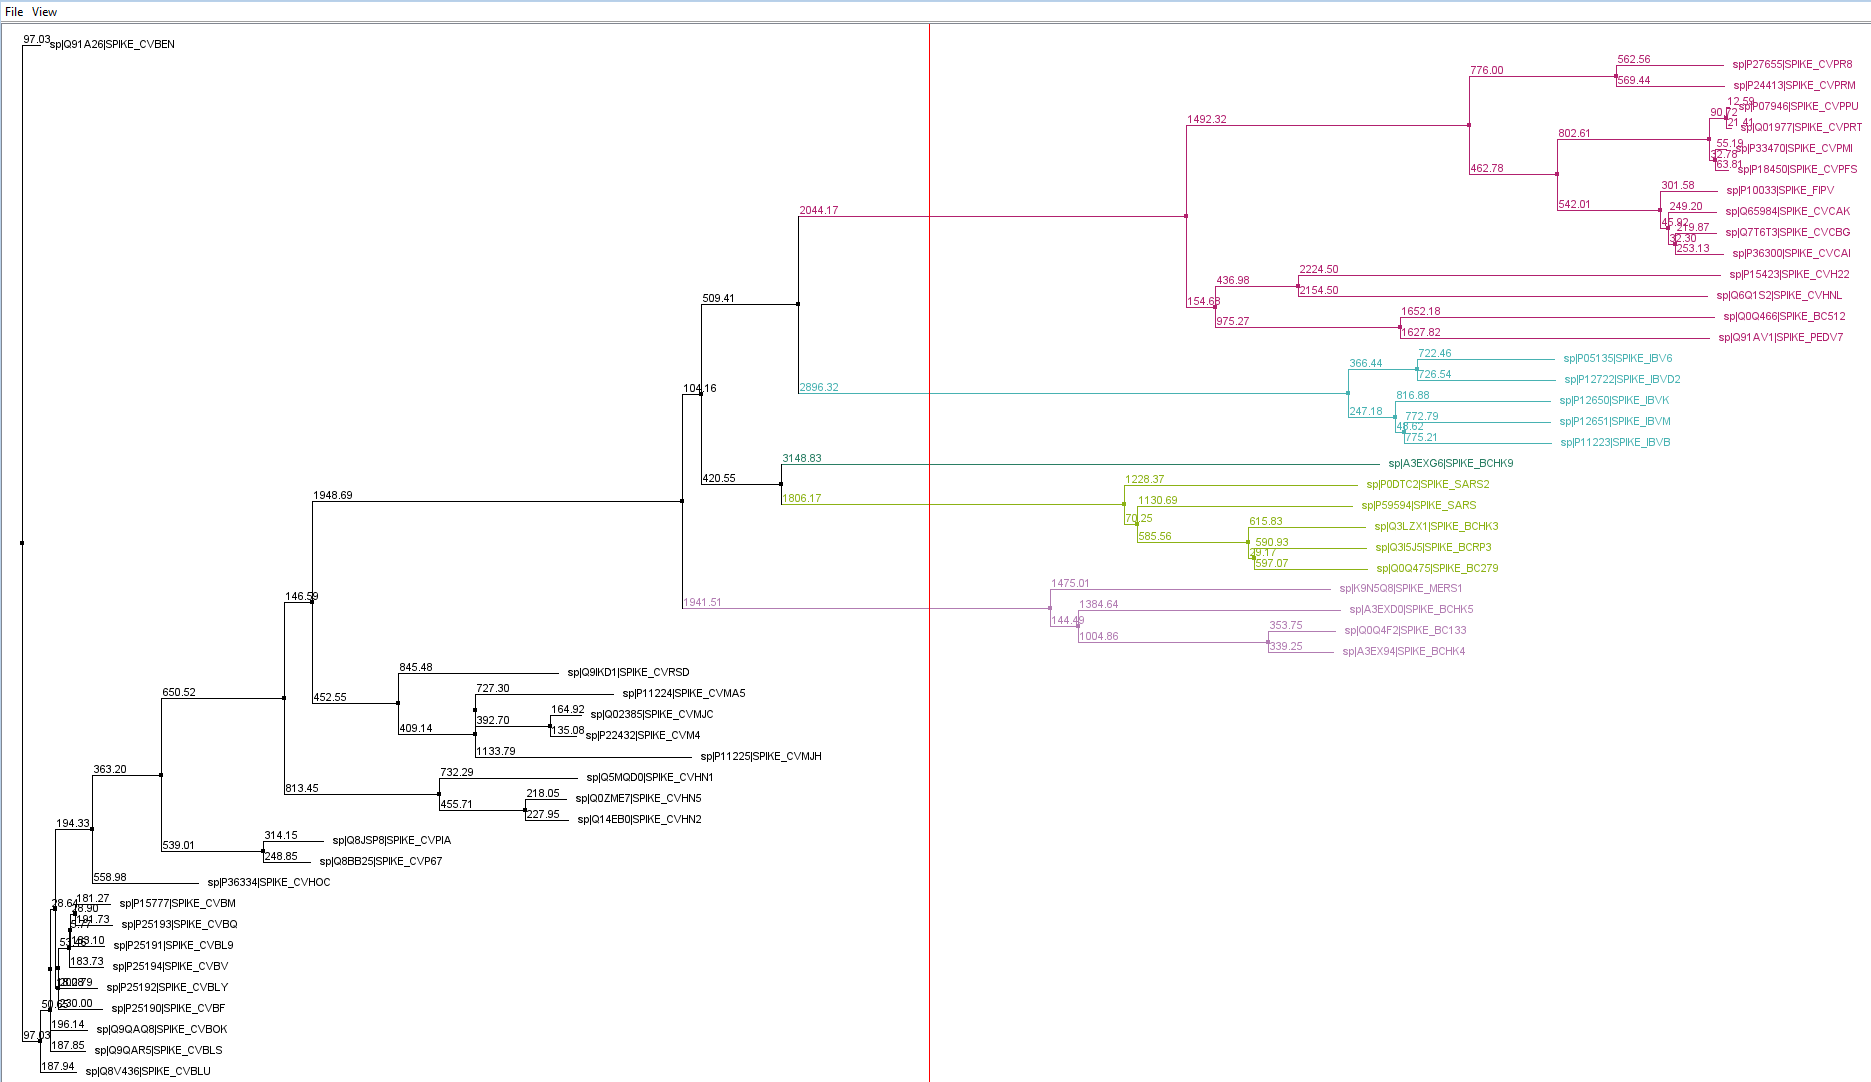 File View
97.03
sp|Q91A26|SPIKE_CVBEN
562.56
sp|P27655|SPIKE_CVPR8
776.00
569.44
sp|P24413|SPIKE_CVPRM
12.59
sp|P07946|SPIKE_CVPPU
90.72
1492.32
21.41
sp|Q01977|SPIKE_CVPRT
802.61
55.19
sp|P33470|SPIKE_CVPMI
32.78
63.81
sp|P18450|SPIKE_CVPFS
462.78
301.58
sp|P10033|SPIKE_FIPV
542.01
249.20
sp|Q65984|SPIKE_CVCAK
2044.17
45.92
219.87
sp|Q7T6T3|SPIKE_CVCBG
32.30
253.13
sp|P36300|SPIKE_CVCAI
2224.50
sp|P15423|SPIKE_CVH22
436.98
2154.50
sp|Q6Q1S2|SPIKE_CVHNL
509.41
154.68
1652.18
sp|Q0Q466|SPIKE_BC512
975.27
1627.82
sp|Q91AV1|SPIKE_PEDV7
722.46
sp|P05135|SPIKE_IBV6
366.44
726.54
sp|P12722|SPIKE_IBVD2
104.16
2896.32
816.88
sp|P12650|SPIKE_IBVK
247.18
772.79
sp|P12651|SPIKE_IBVM
48.62
775.21
sp|P11223|SPIKE_IBVB
3148.83
sp|A3EXG6|SPIKE_BCHK9
420.55
1228.37
sp|P0DTC2|SPIKE_SARS2
1948.69
1806.17
1130.69
sp|P59594|SPIKE_SARS
70.25
615.83
sp|Q3LZX1|SPIKE_BCHK3
585.56
590.93
sp|Q3I5J5|SPIKE_BCRP3
29.17
597.07
sp|Q0Q475|SPIKE_BC279
1475.01
sp|K9N5Q8|SPIKE_MERS1
146.59
1941.51
1384.64
sp|A3EXD0|SPIKE_BCHK5
144.49
353.75
sp|Q0Q4F2|SPIKE_BC133
1004.86
339.25
sp|A3EX94|SPIKE_BCHK4
845.48
sp|Q9IKD1|SPIKE_CVRSD
650.52
452.55
727.30
sp|P11224|SPIKE_CVMA5
164.92
sp|Q02385|SPIKE_CVMJC
409.14
392.70
135.08
sp|P22432|SPIKE_CVM4
1133.79
sp|P11225|SPIKE_CVMJH
363.20
732.29
sp|Q5MQD0|SPIKE_CVHN1
813.45
218.05
sp|Q0ZME7|SPIKE_CVHN5
455.71
227.95
sp|Q14EB0|SPIKE_CVHN2
194.33
314.15
sp|Q8JSP8|SPIKE_CVPIA
539.01
248.85
sp|Q8BB25|SPIKE_CVP67
558.98
sp|P36334|SPIKE_CVHOC
28.64
181.27
sp|P15777|SPIKE_CVBM
191.73
sp|P25193|SPIKE_CVBQ
sp|P25191|SPIKE_CVBL9
183.73
sp|P25194|SPIKE_CVBV
sp|P25192|SPIKE_CVBLY
230.00
sp|P25190|SPIKE_CVBF
196.14
sp|Q9QAQ8|SPIKE_CVBOK
97.03
187.85
sp|Q9QAR5|SPIKE_CVBLS
187.94
sp|Q8V436|SPIKE_CVBLU